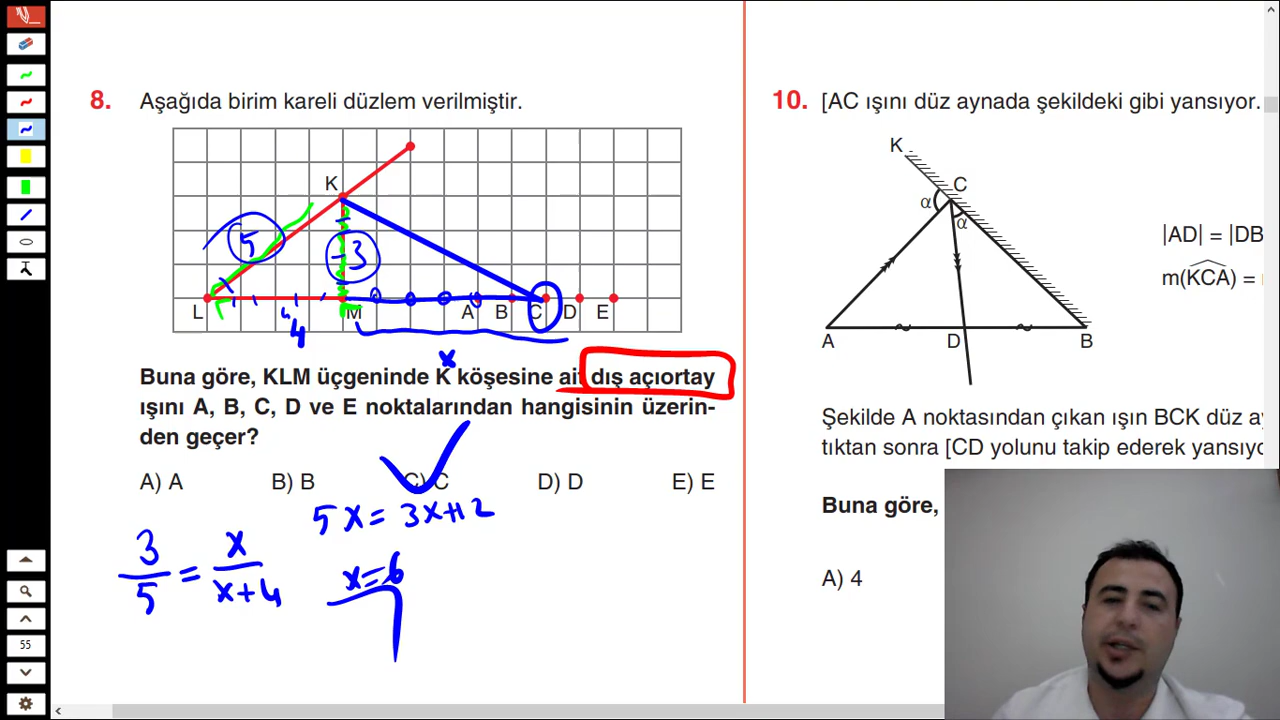 8. Aşağıda birim kareli düzlem verilmiştir.
K
5
3
L M A B C D E
4
x
Buna göre, KLM üçgeninde K köşesine ait dış açıortay
ışını A, B, C, D ve E noktalarından hangisinin üzerin-
den geçer?
A) A B) B C) C D) D E) E
5x = 3x+12
3/5 = x/x+4
x=6
10. [AC ışını düz aynada şekildeki gibi yansıyor.
K
C
α
α
A D B
|AD| = |DB
m(KCA) =
Şekilde A noktasından çıkan ışın BCK düz ay
tıktan sonra [CD yolunu takip ederek yansıyo
Buna göre,
A) 4
55